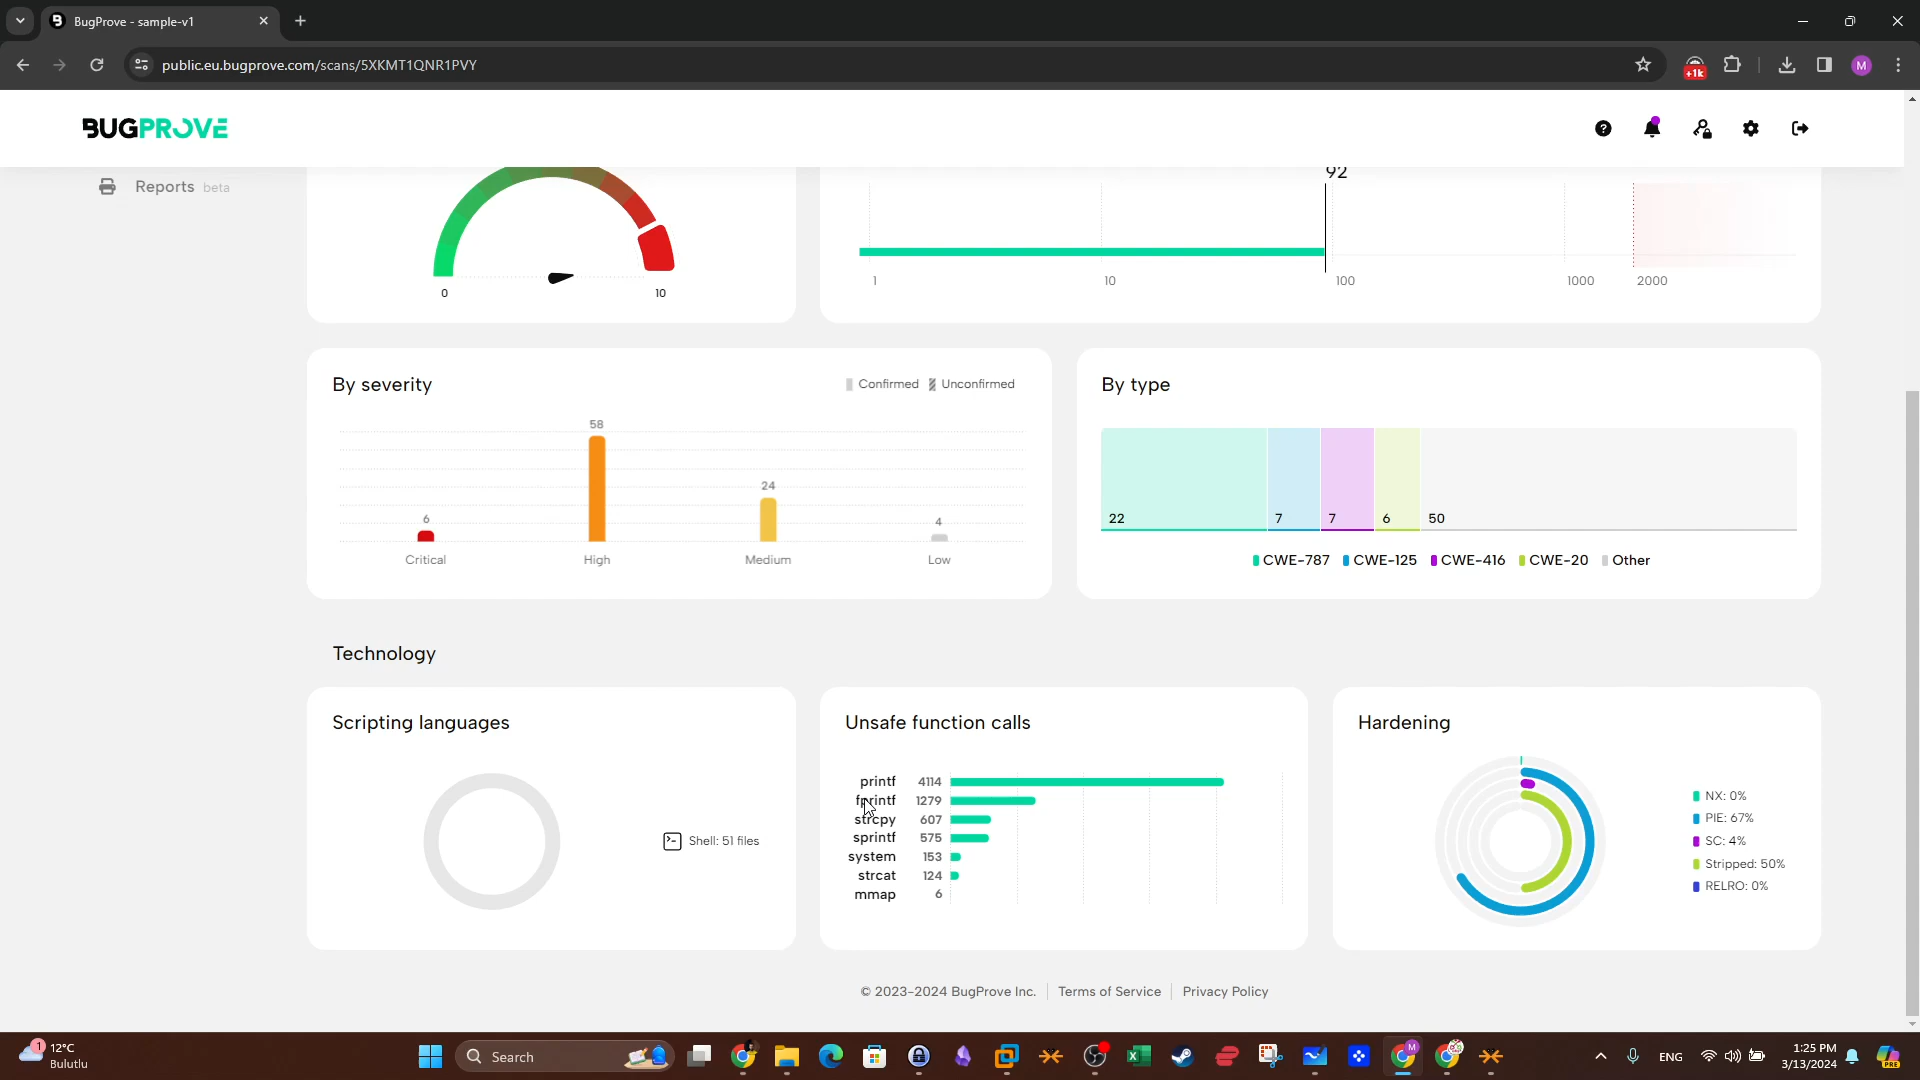 BugProve - sample-v1
public.eu.bugprove.com/scans/5XKMT1QNR1PVY
+1k
M
BUGPROVE
Reports beta
0
10
92
1
10
100
1000
2000
By severity
Confirmed
Unconfirmed
6
58
24
4
Critical
High
Medium
Low
By type
22
7
7
6
50
CWE-787
CWE-125
CWE-416
CWE-20
Other
Technology
Scripting languages
Shell: 51 files
Unsafe function calls
printf 4114
fprintf 1279
strcpy 607
sprintf 575
system 153
strcat 124
mmap 6
Hardening
NX: 0%
PIE: 67%
SC: 4%
Stripped: 50%
RELRO: 0%
© 2023-2024 BugProve Inc.
Terms of Service
Privacy Policy
1
12°C
Bulutlu
Search
M
ENG
1:25 PM
3/13/2024
PRE